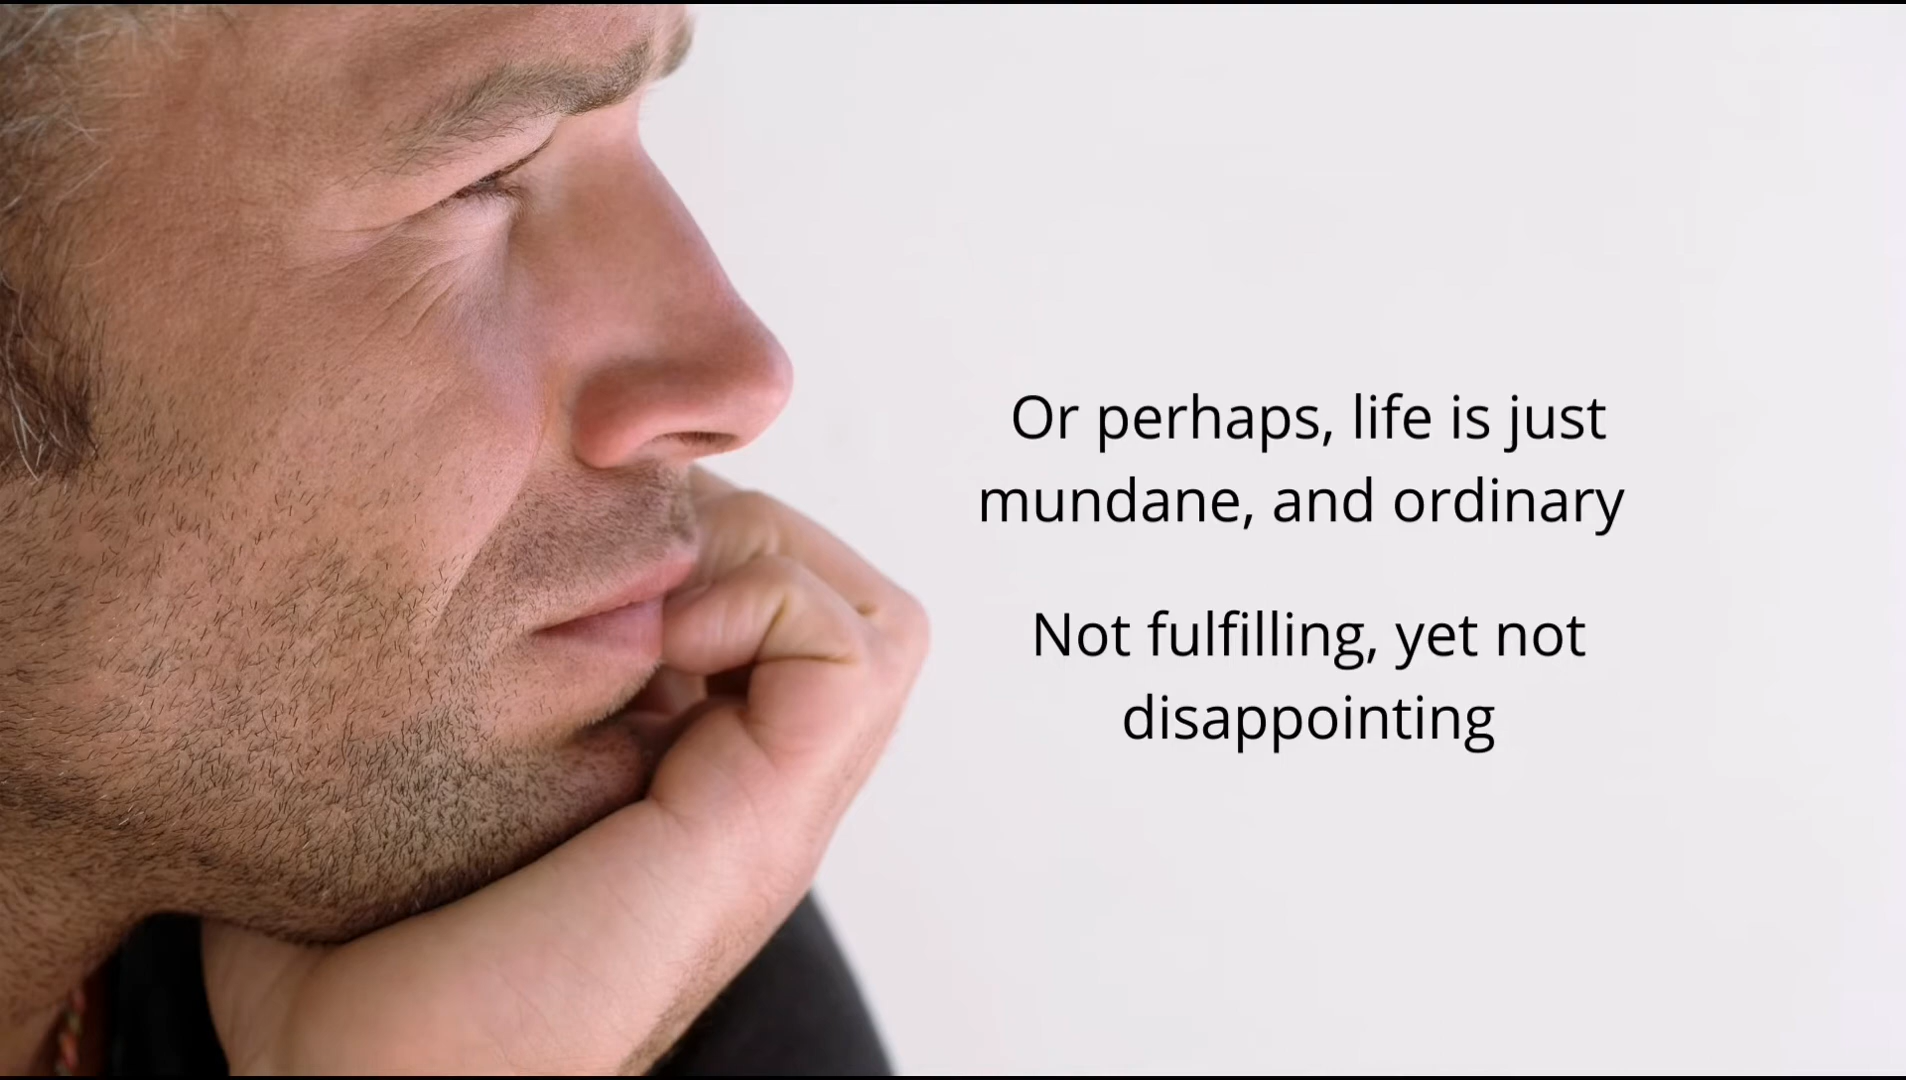 Or perhaps, life is just
mundane, and ordinary
Not fulfilling, yet not
disappointing